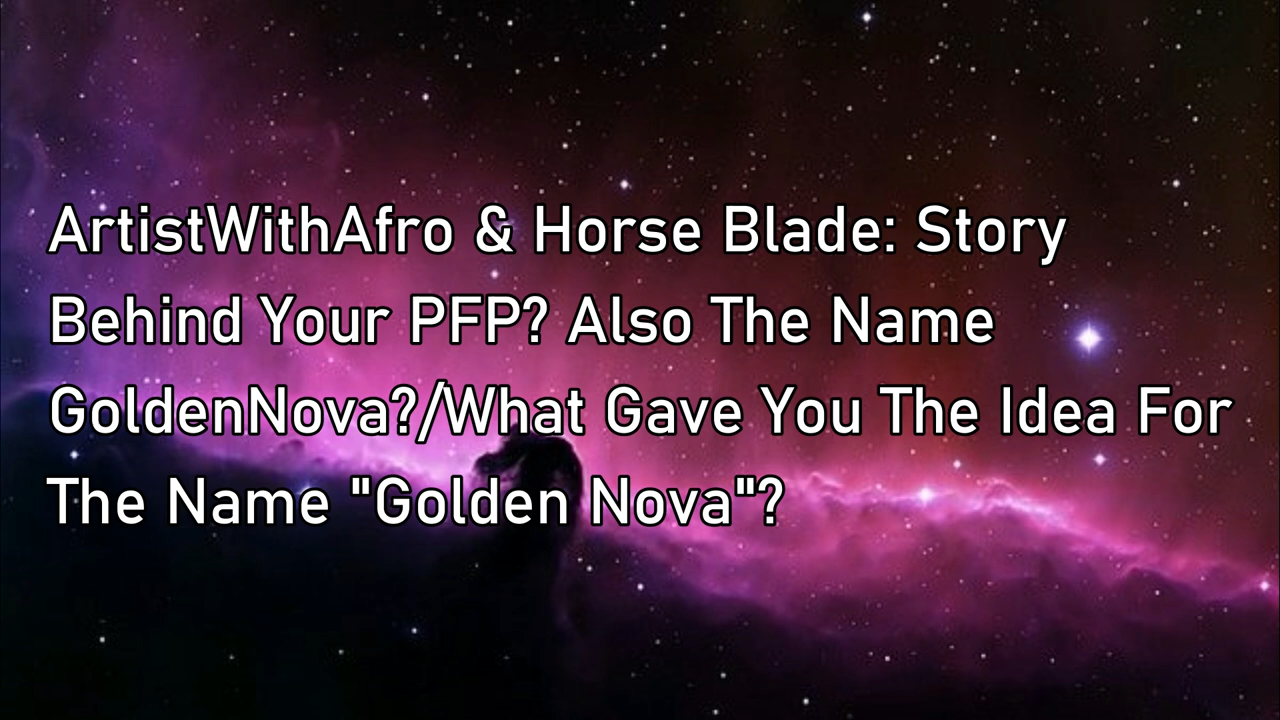 ArtistWithAfro & Horse Blade: Story
Behind Your PFP? Also The Name
GoldenNova?/What Gave You The Idea For
The Name "Golden Nova"?